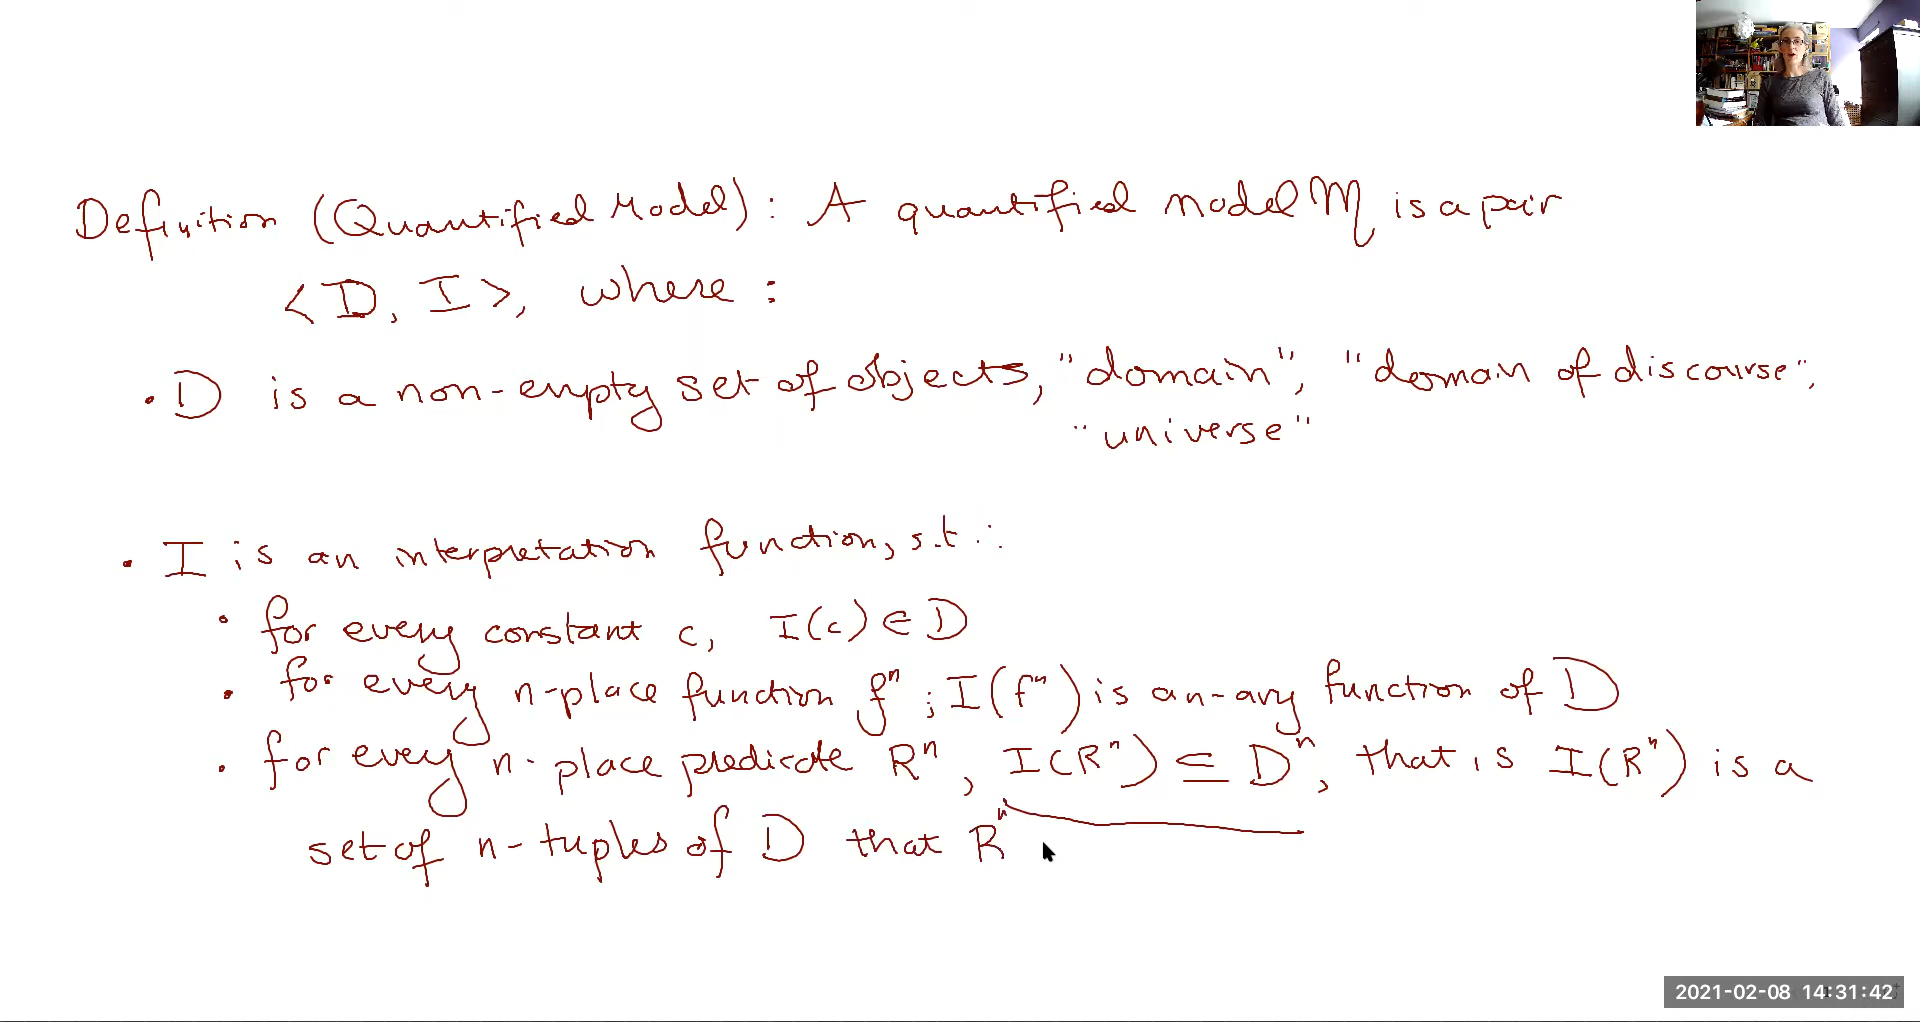 Definition (Quantified Model): A quantified model M is a pair
<D, I>, where:
• D is a non-empty set of objects, "domain", "domain of discourse",
"universe"
• I is an interpretation function, s.t.:
• for every constant c, I(c) ∈ D
• for every n-place function fⁿ; I(fⁿ) is an-ary function of D
• for every n-place predicate Rⁿ, I(Rⁿ) ⊆ Dⁿ, that is I(Rⁿ) is a
set of n-tuples of D that Rⁿ
2021-02-08 14:31:42